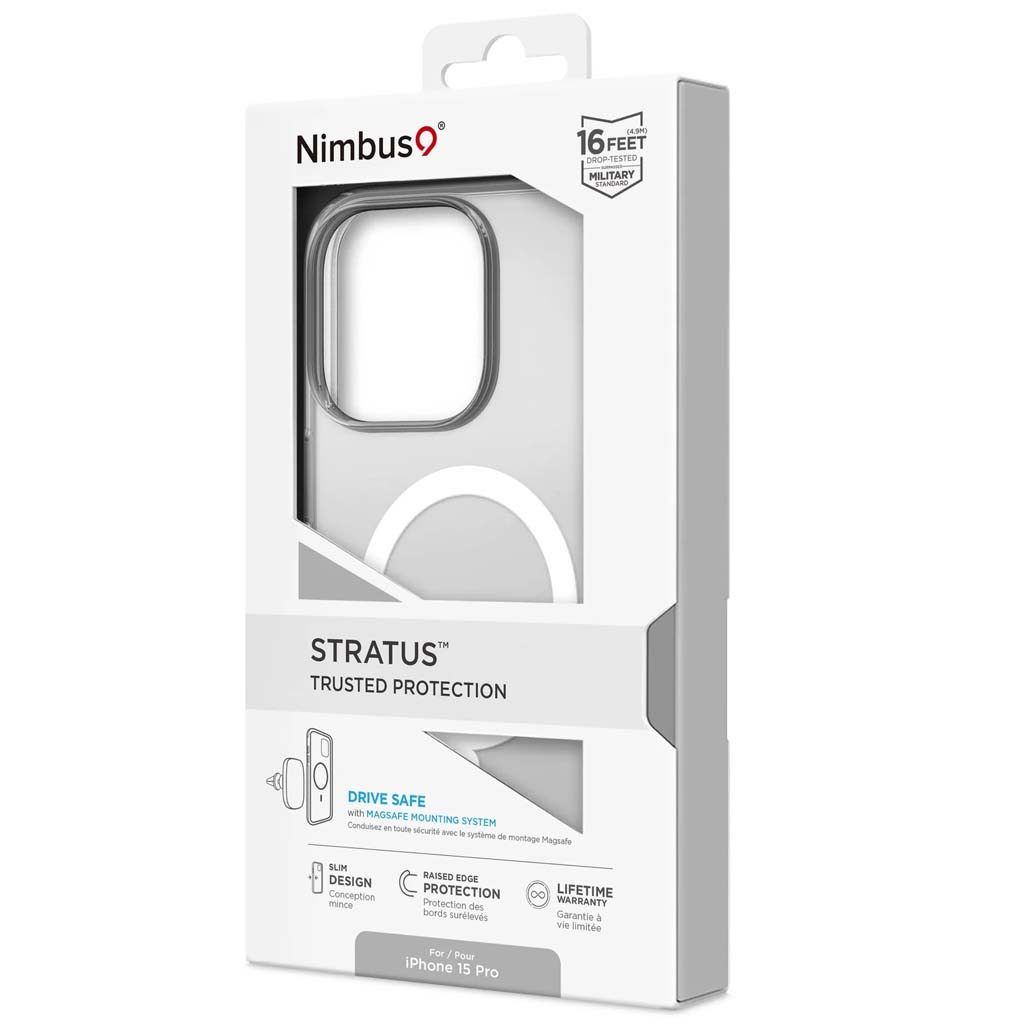 Nimbus9®
16 FEET (4.9M)
DROP-TESTED
SURPASSES
MILITARY
STANDARD
STRATUS™
TRUSTED PROTECTION
DRIVE SAFE
with MAGSAFE MOUNTING SYSTEM
Conduisez en toute sécurité avec le système de montage Magsafe
SLIM
DESIGN
Conception
mince
RAISED EDGE
PROTECTION
Protection des
bords surélevés
LIFETIME
WARRANTY
Garantie à
vie limitée
For / Pour
iPhone 15 Pro